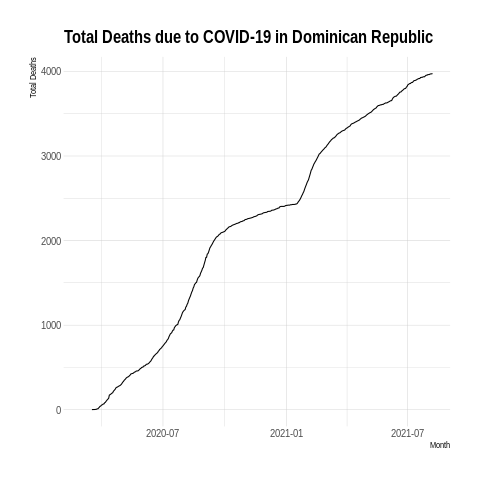 Total Deaths due to COVID-19 in Dominican Republic
Total Deaths
4000
3000
2000
1000
0
2020-07 2021-01 2021-07
Month